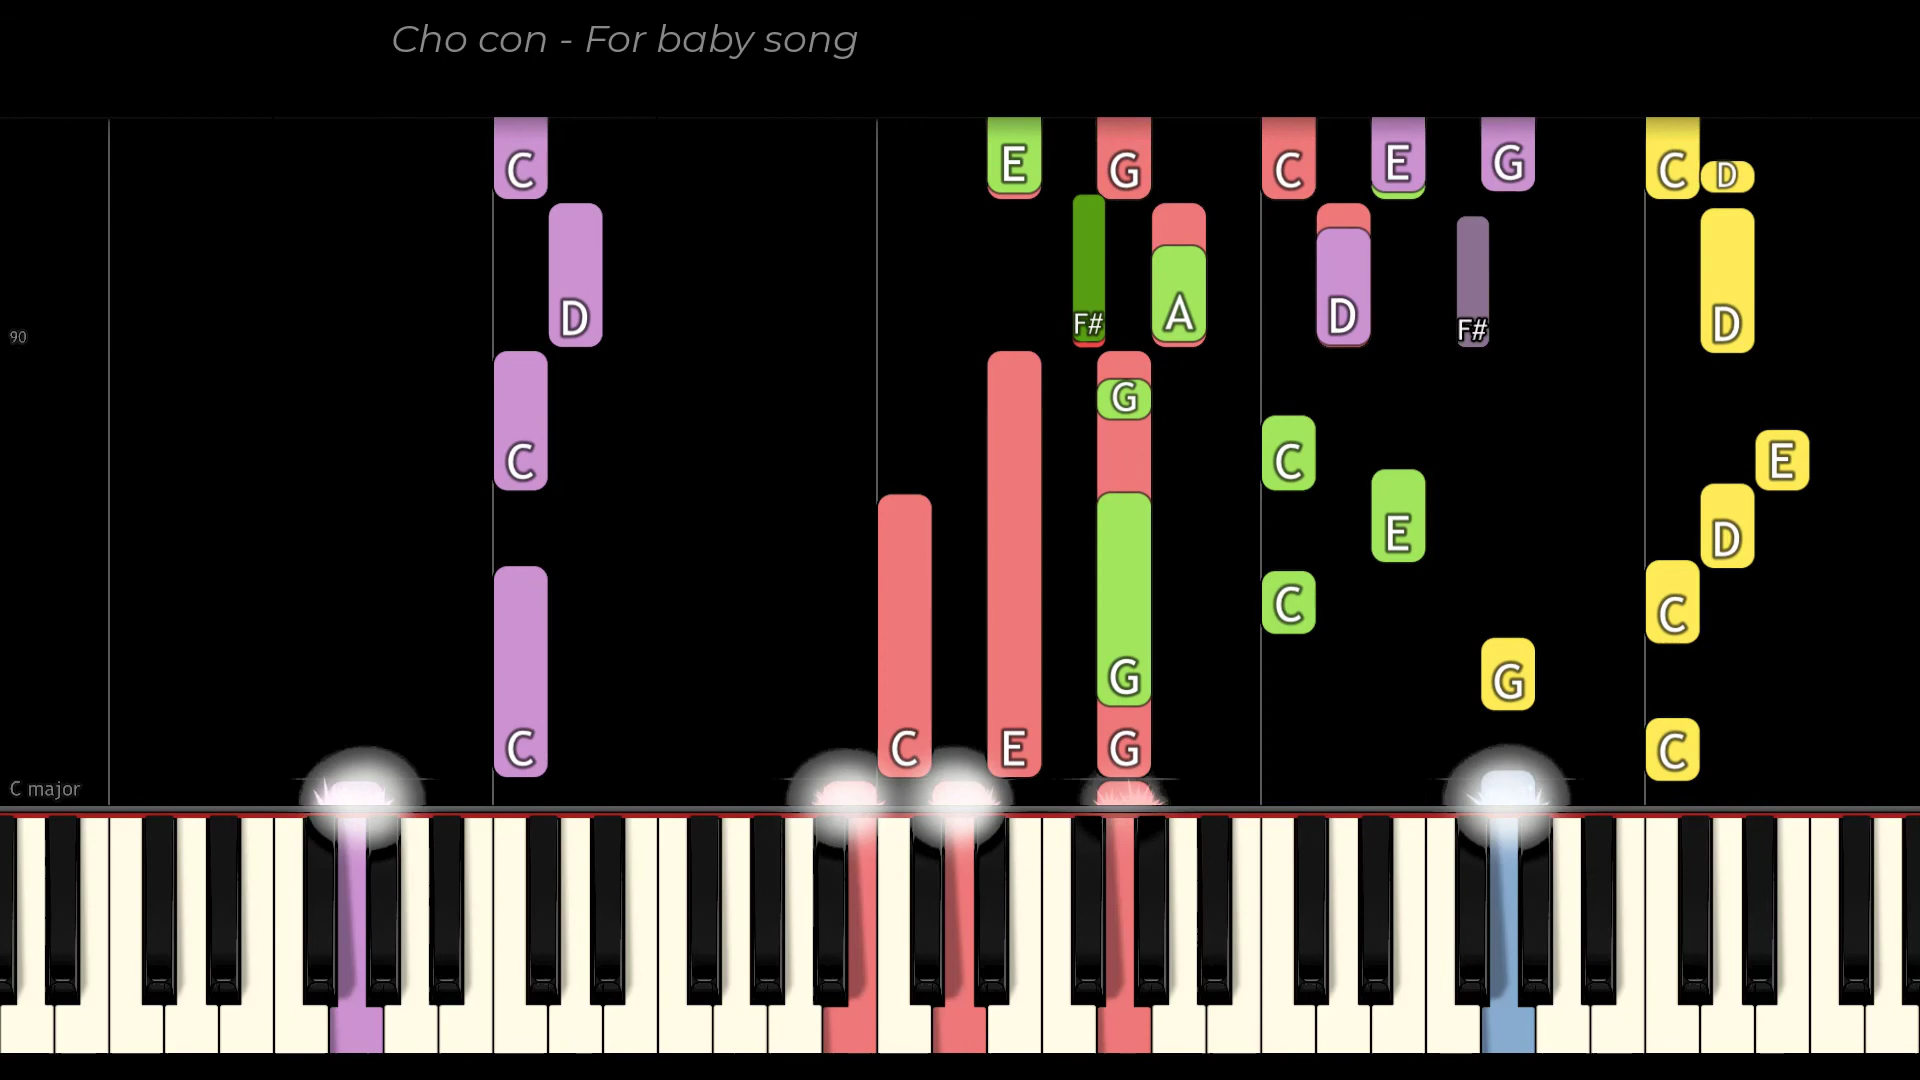 Cho con - For baby song
C E G C E G C D
D F# A D F# D
90
C G C E
E D
C C
G
C C E G C
C major